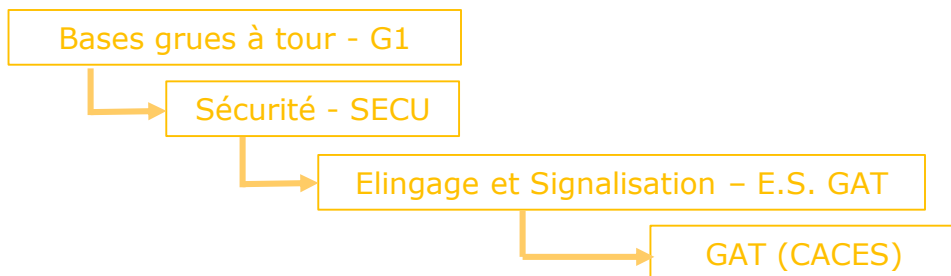 Bases grues à tour - G1
Sécurité - SECU
Elingage et Signalisation – E.S. GAT
GAT (CACES)